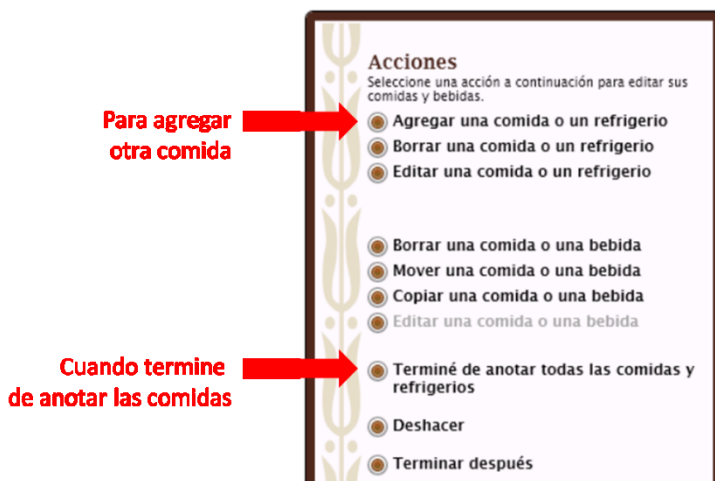 Acciones
Seleccione una acción a continuación para editar sus
comidas y bebidas.
Para agregar
otra comida
Agregar una comida o un refrigerio
Borrar una comida o un refrigerio
Editar una comida o un refrigerio
Borrar una comida o una bebida
Mover una comida o una bebida
Copiar una comida o una bebida
Editar una comida o una bebida
Cuando termine
de anotar las comidas
Terminé de anotar todas las comidas y
refrigerios
Deshacer
Terminar después